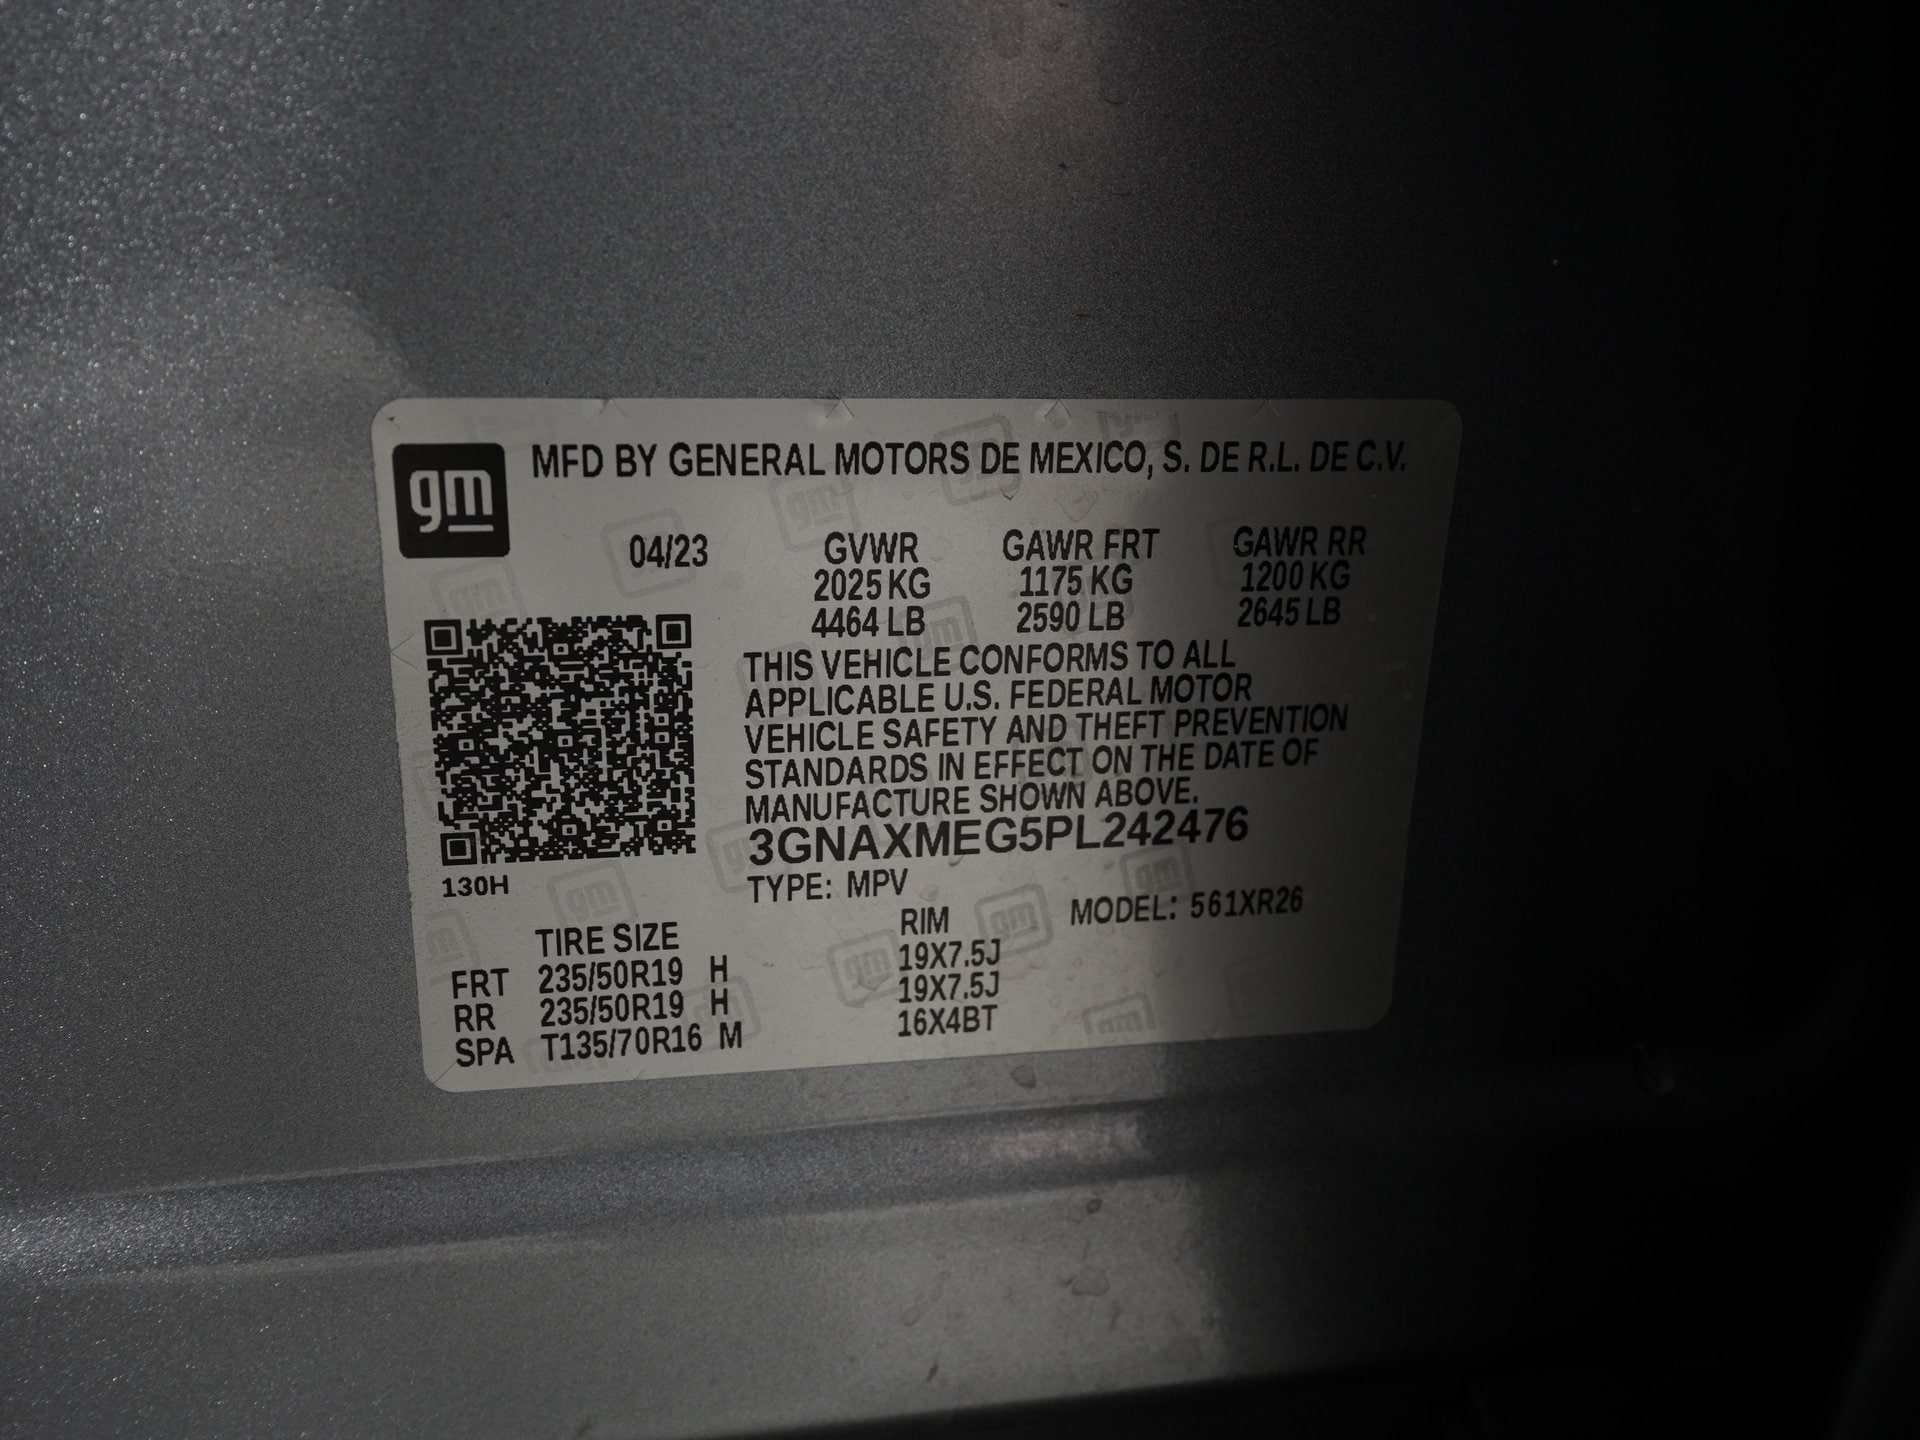 gm
MFD BY GENERAL MOTORS DE MEXICO, S. DE R.L. DE C.V.
04/23 GVWR GAWR FRT GAWR RR
2025 KG 1175 KG 1200 KG
4464 LB 2590 LB 2645 LB
THIS VEHICLE CONFORMS TO ALL
APPLICABLE U.S. FEDERAL MOTOR
VEHICLE SAFETY AND THEFT PREVENTION
STANDARDS IN EFFECT ON THE DATE OF
MANUFACTURE SHOWN ABOVE.
3GNAXMEG5PL242476
130H
TYPE: MPV
MODEL: 561XR26
TIRE SIZE RIM
FRT 235/50R19 H 19X7.5J
RR 235/50R19 H 19X7.5J
SPA T135/70R16 M 16X4BT